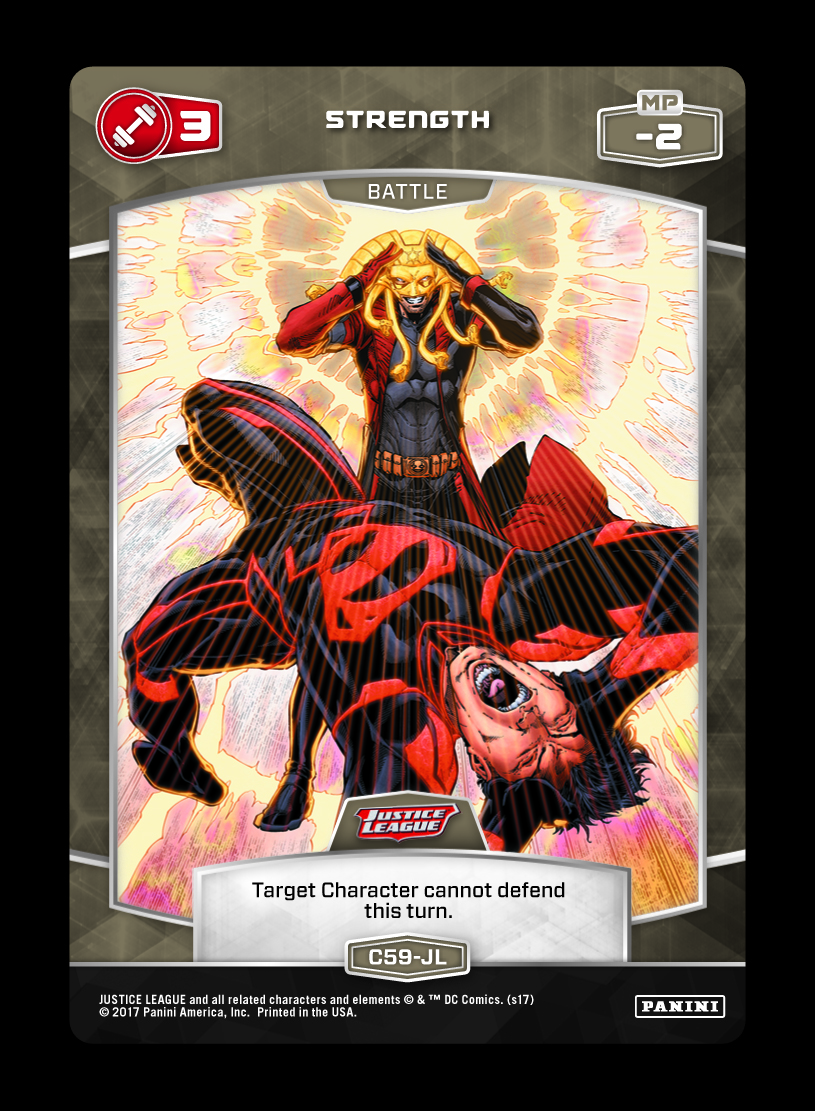 3
STRENGTH
MP
-2
BATTLE
JUSTICE
LEAGUE
Target Character cannot defend
this turn.
C59-JL
JUSTICE LEAGUE and all related characters and elements © & ™ DC Comics. (s17)
© 2017 Panini America, Inc. Printed in the USA.
PANINI